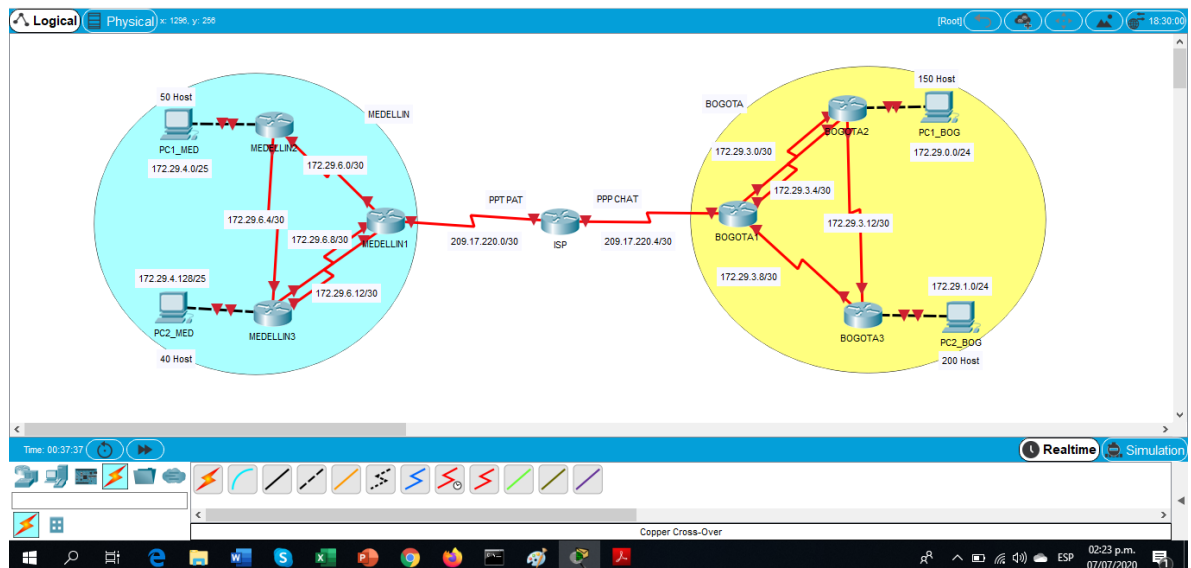 Logical
Physical
x: 1296, y: 256
[Root]
18:30:00
50 Host
PC1_MED
172.29.4.0/25
MEDELLIN2
MEDELLIN
172.29.6.0/30
172.29.6.4/30
172.29.6.8/30
MEDELLIN1
172.29.4.128/25
172.29.6.12/30
PC2_MED
MEDELLIN3
40 Host
PPT PAT
PPP CHAT
209.17.220.0/30
ISP
209.17.220.4/30
150 Host
BOGOTA
BOGOTA2
PC1_BOG
172.29.3.0/30
172.29.0.0/24
172.29.3.4/30
172.29.3.12/30
BOGOTA1
172.29.3.8/30
172.29.1.0/24
BOGOTA3
PC2_BOG
200 Host
Time: 00:37:37
Realtime
Simulation
Copper Cross-Over
ESP
02:23 p.m.
07/07/2020